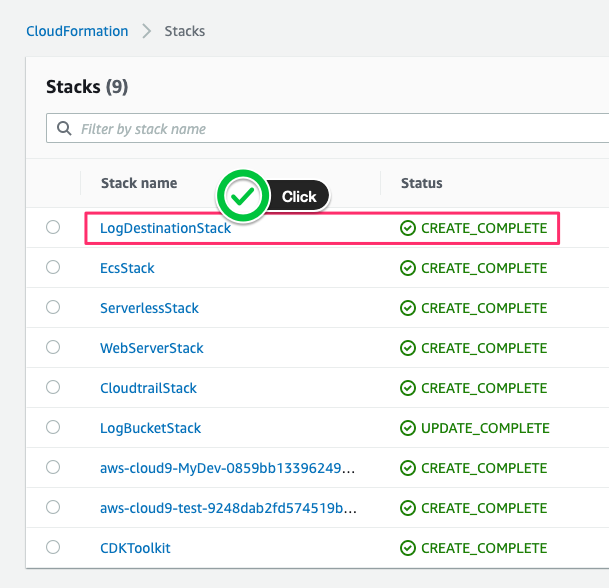 CloudFormation > Stacks
Stacks (9)
Filter by stack name
Stack name Status
Click
LogDestinationStack CREATE_COMPLETE
EcsStack CREATE_COMPLETE
ServerlessStack CREATE_COMPLETE
WebServerStack CREATE_COMPLETE
CloudtrailStack CREATE_COMPLETE
LogBucketStack UPDATE_COMPLETE
aws-cloud9-MyDev-0859bb13396249... CREATE_COMPLETE
aws-cloud9-test-9248dab2fd574519b... CREATE_COMPLETE
CDKToolkit CREATE_COMPLETE